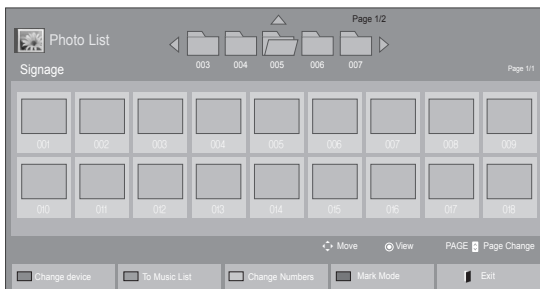 Page 1/2
Photo List
003 004 005 006 007
Signage
Page 1/1
001 002 003 004 005 006 007 008 009
010 011 012 013 014 015 016 017 018
Move View PAGE Page Change
Change device To Music List Change Numbers Mark Mode Exit